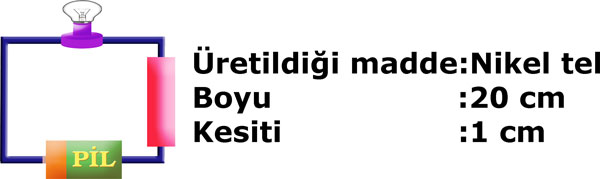 Üretildiği madde:Nikel tel
Boyu :20 cm
Kesiti :1 cm
PİL